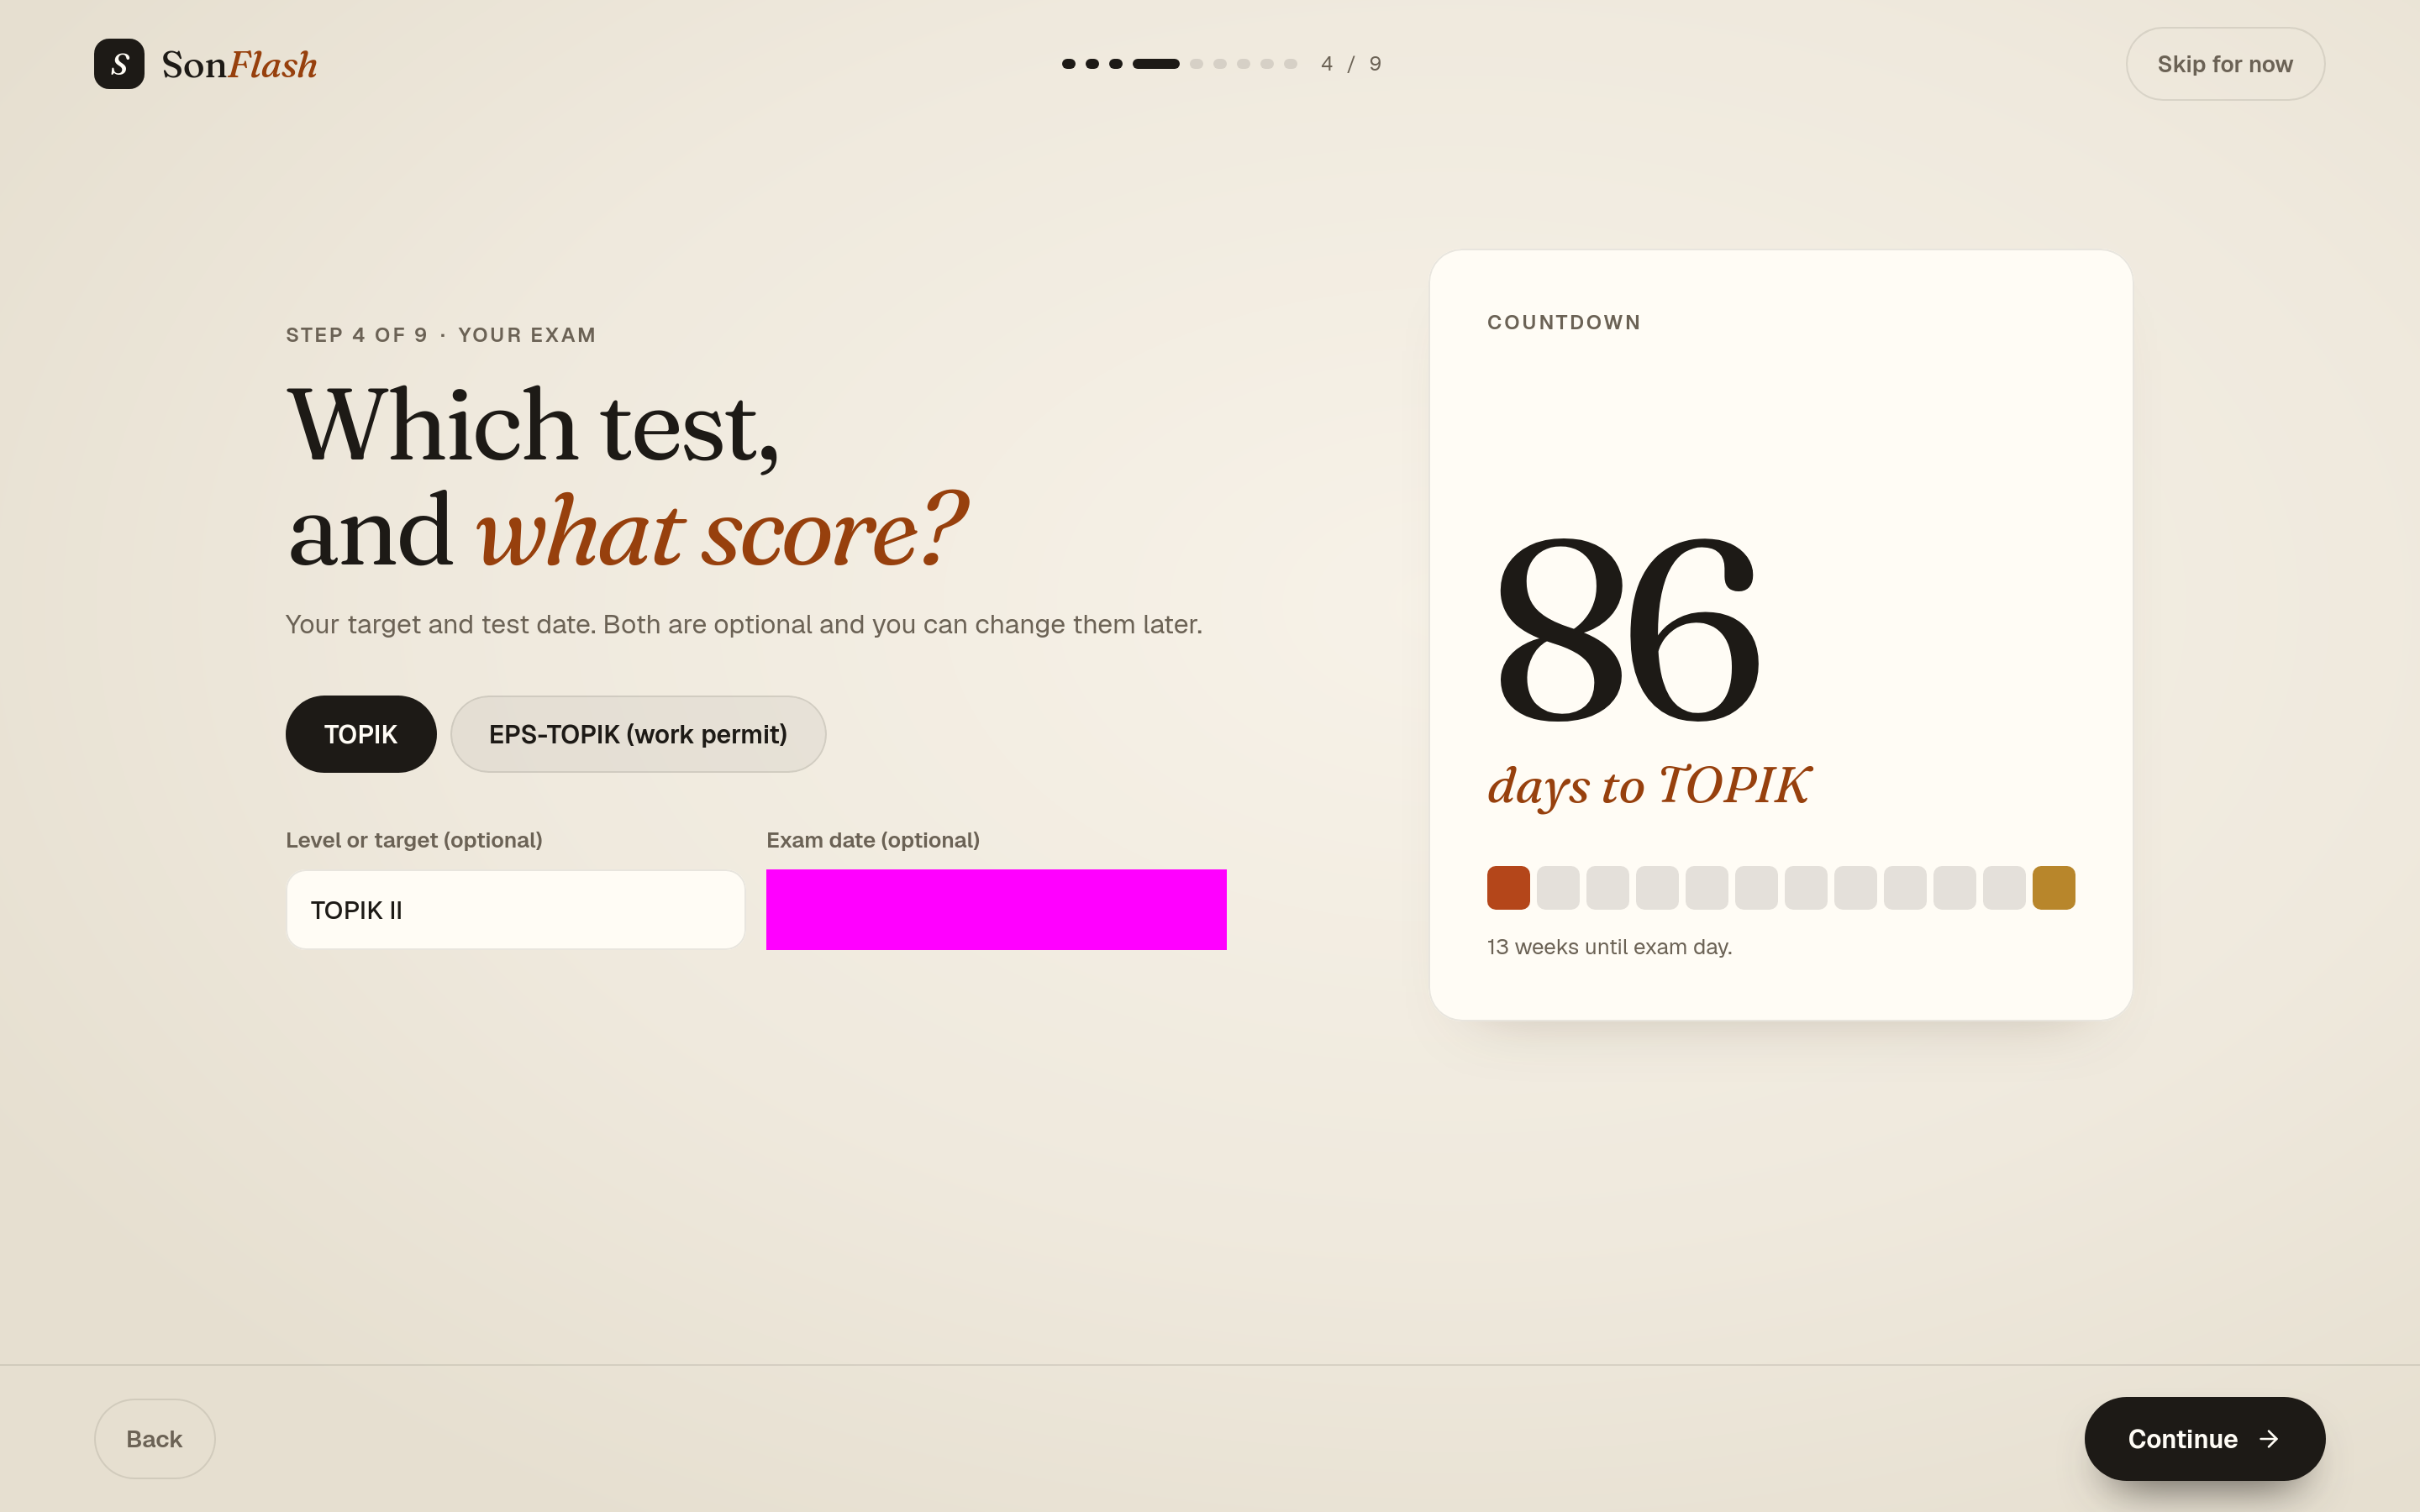 S SonFlash
4 / 9
Skip for now
STEP 4 OF 9 · YOUR EXAM
Which test,
and what score?
Your target and test date. Both are optional and you can change them later.
TOPIK
EPS-TOPIK (work permit)
Level or target (optional)
Exam date (optional)
TOPIK II
COUNTDOWN
86
days to TOPIK
13 weeks until exam day.
Back
Continue →